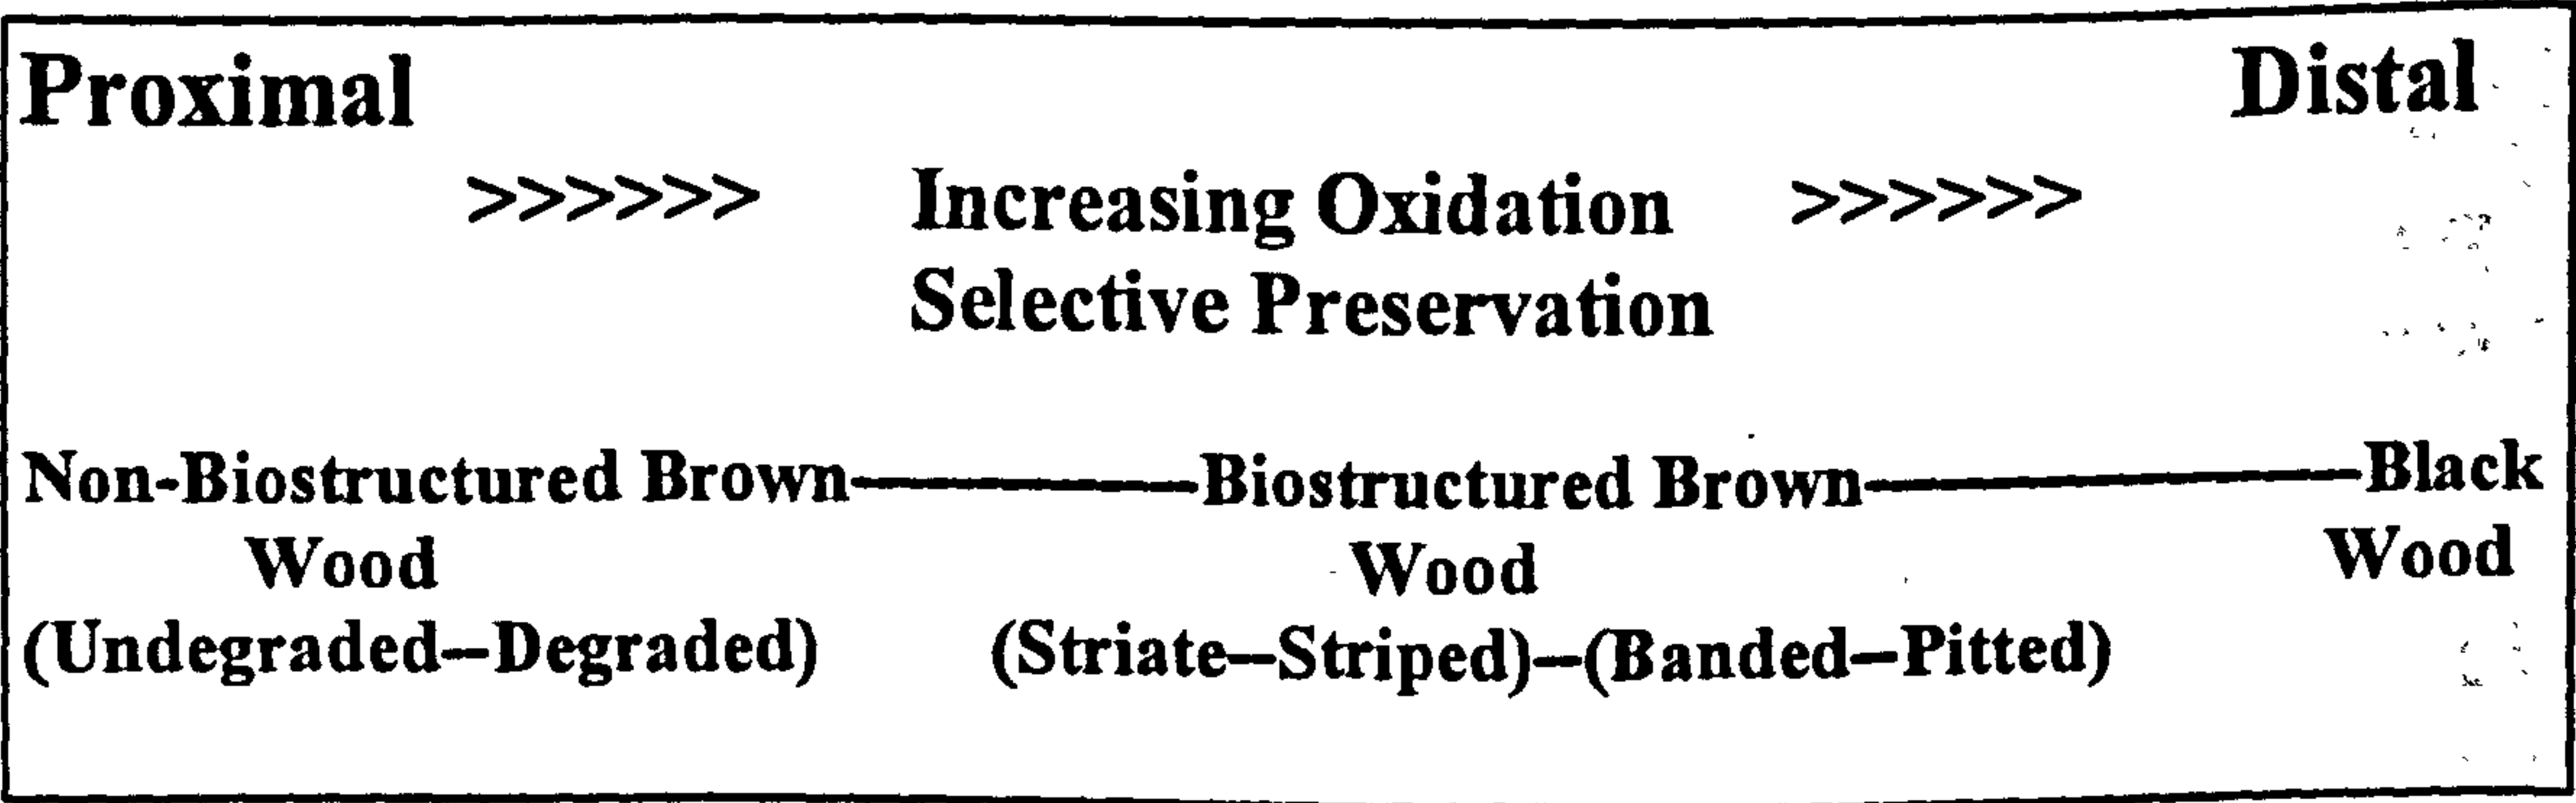 Proximal Distal
>>>>>> Increasing Oxidation >>>>>>
Selective Preservation
Non-Biostructured Brown———Biostructured Brown———Black
Wood Wood Wood
(Undegraded–Degraded) (Striate–Striped)–(Banded–Pitted)